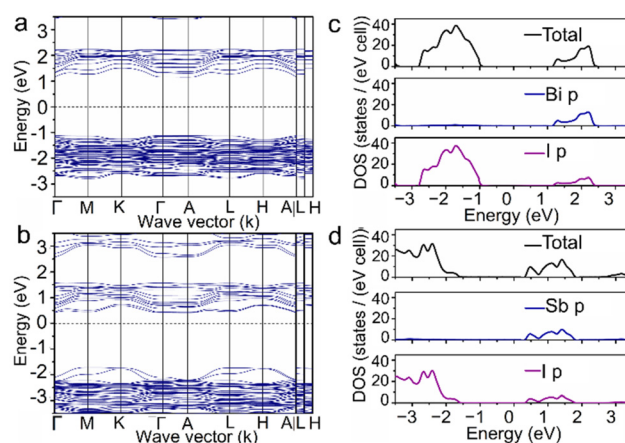 a
Energy (eV)
3
2
1
0
-1
-2
-3
Γ M K Γ A L H A|L H
Wave vector (k)
b
Energy (eV)
3
2
1
0
-1
-2
-3
Γ M K Γ A L H A|L H
Wave vector (k)
c
DOS (states / (eV cell))
40
20
0
Total
40
20
0
Bi p
40
20
0
I p
-3 -2 -1 0 1 2 3
Energy (eV)
d
DOS (states / (eV cell))
40
20
0
Total
40
20
0
Sb p
40
20
0
I p
-3 -2 -1 0 1 2 3
Energy (eV)